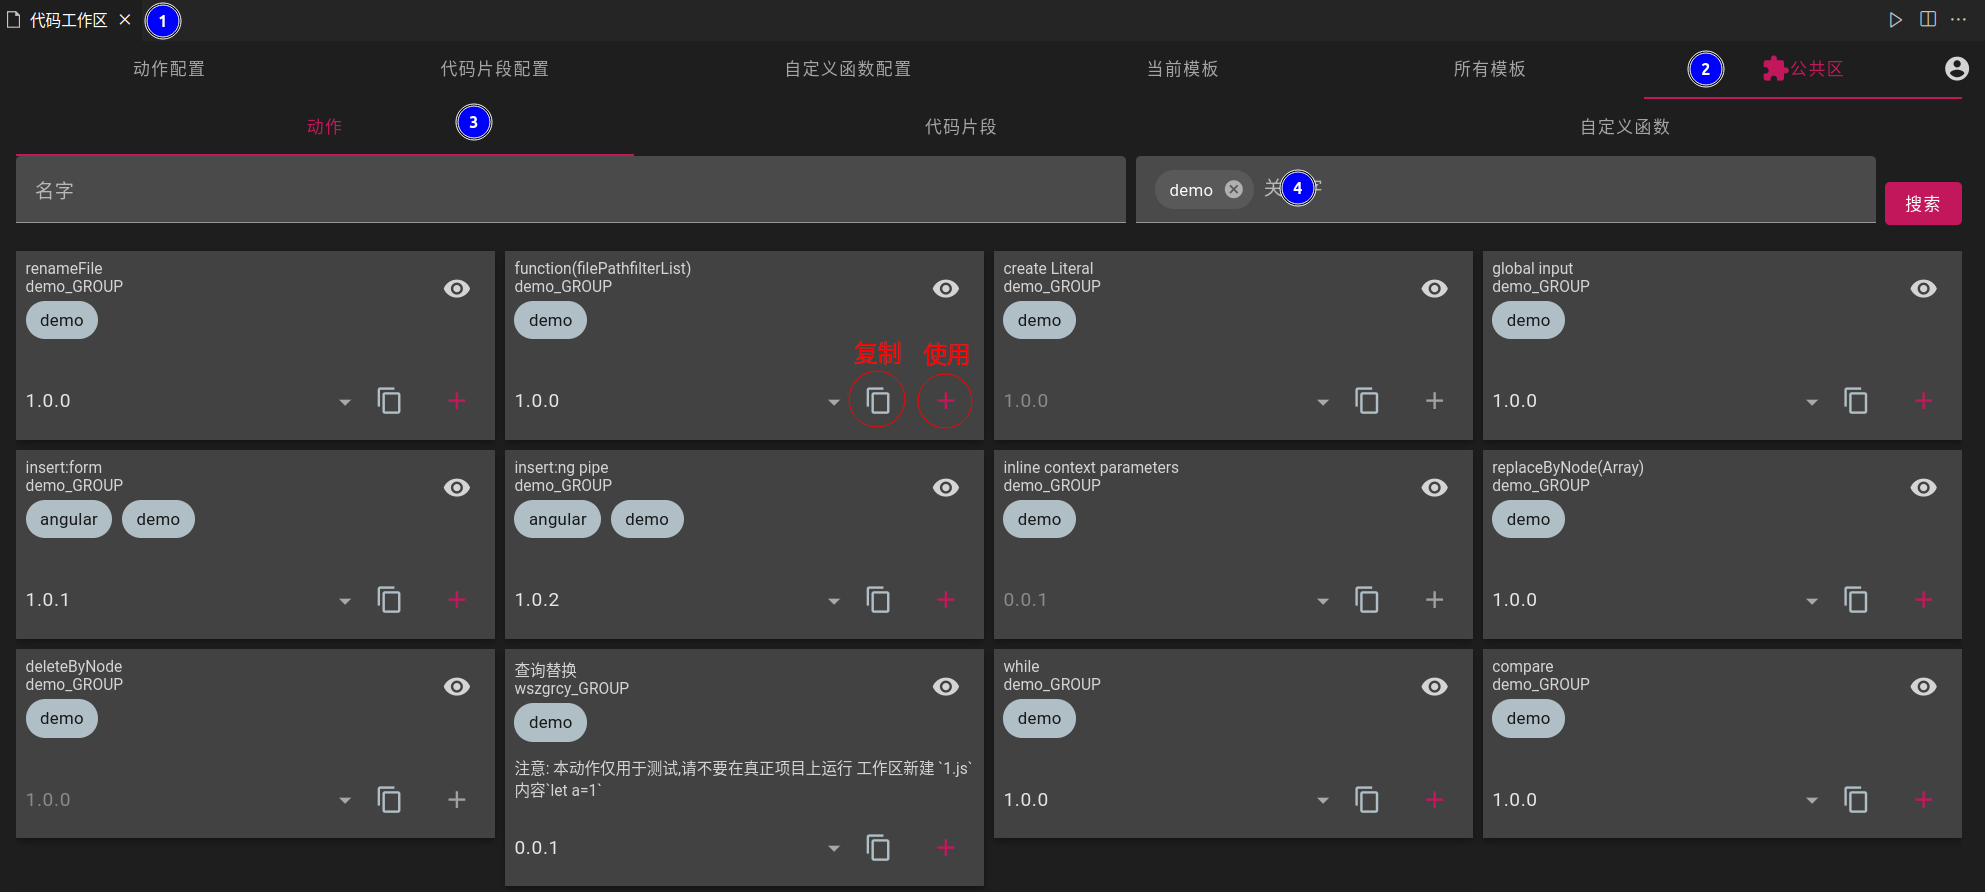 代码工作区
1
动作配置
代码片段配置
自定义函数配置
当前模板
所有模板
2
公共区
动作
3
代码片段
自定义函数
名字
demo
4
搜索
renameFile
demo_GROUP
demo
1.0.0
function(filePathfilterList)
demo_GROUP
demo
复制 使用
1.0.0
create Literal
demo_GROUP
demo
1.0.0
global input
demo_GROUP
demo
1.0.0
insert:form
demo_GROUP
angular demo
1.0.1
insert:ng pipe
demo_GROUP
angular demo
1.0.2
inline context parameters
demo_GROUP
demo
0.0.1
replaceByNode(Array)
demo_GROUP
demo
1.0.0
deleteByNode
demo_GROUP
demo
1.0.0
查询替换
wszgrcy_GROUP
demo
注意: 本动作仅用于测试,请不要在真正项目上运行 工作区新建 `1.js`
内容`let a=1`
0.0.1
while
demo_GROUP
demo
1.0.0
compare
demo_GROUP
demo
1.0.0